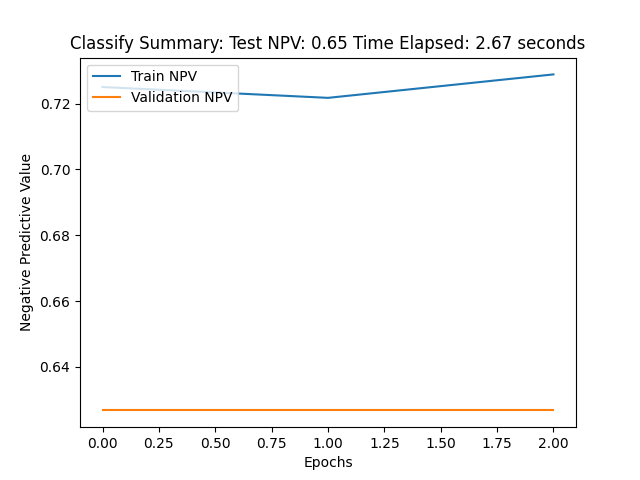 Classify Summary: Test NPV: 0.65 Time Elapsed: 2.67 seconds
Train NPV
Validation NPV
Negative Predictive Value
0.72
0.70
0.68
0.66
0.64
0.00 0.25 0.50 0.75 1.00 1.25 1.50 1.75 2.00
Epochs